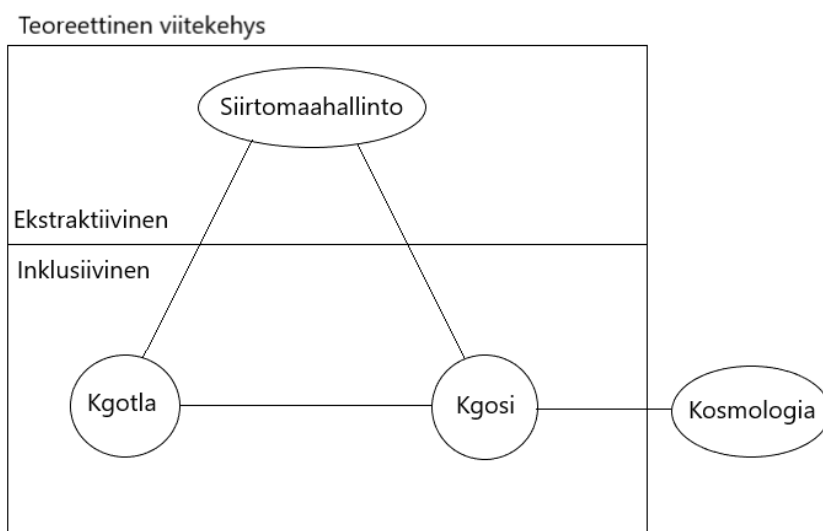 Teoreettinen viitekehys
Siirtomaahallinto
Ekstraktiivinen
Inklusiivinen
Kgotla
Kgosi
Kosmologia